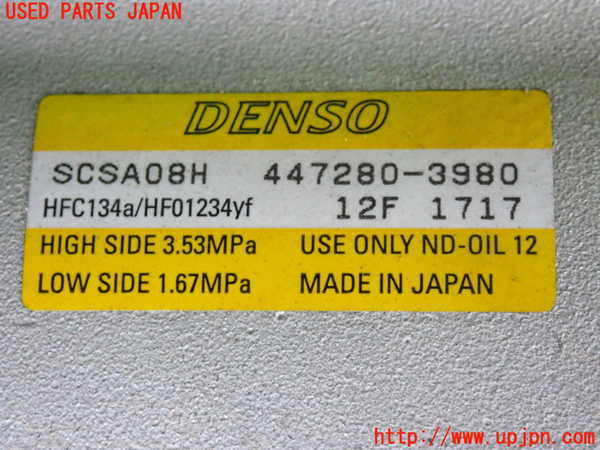 USED PARTS JAPAN
DENSO
SCSA08H 447280-3980
HFC134a/HFO1234yf 12F 1717
HIGH SIDE 3.53MPa USE ONLY ND-OIL 12
LOW SIDE 1.67MPa MADE IN JAPAN
http://www.upjpn.com/